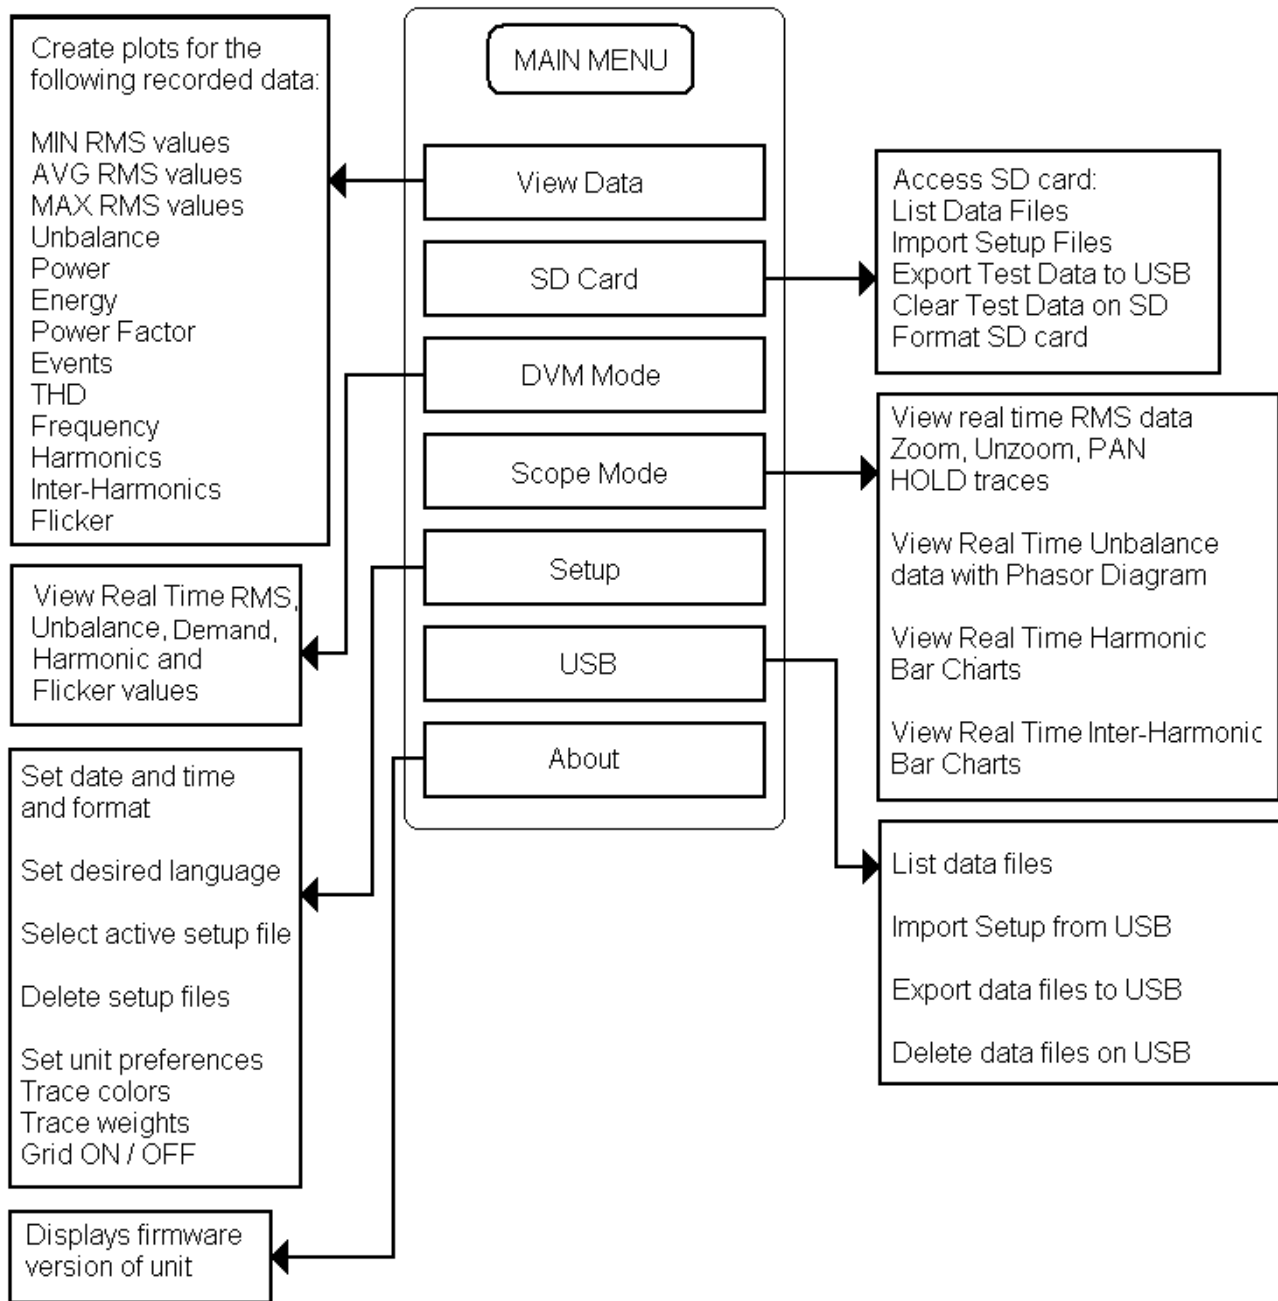 MAIN MENU
View Data
SD Card
DVM Mode
Scope Mode
Setup
USB
About
Create plots for the
following recorded data:
MIN RMS values
AVG RMS values
MAX RMS values
Unbalance
Power
Energy
Power Factor
Events
THD
Frequency
Harmonics
Inter-Harmonics
Flicker
View Real Time RMS,
Unbalance, Demand,
Harmonic and
Flicker values
Set date and time
and format
Set desired language
Select active setup file
Delete setup files
Set unit preferences
Trace colors
Trace weights
Grid ON / OFF
Displays firmware
version of unit
Access SD card:
List Data Files
Import Setup Files
Export Test Data to USB
Clear Test Data on SD
Format SD card
View real time RMS data
Zoom, Unzoom, PAN
HOLD traces
View Real Time Unbalance
data with Phasor Diagram
View Real Time Harmonic
Bar Charts
View Real Time Inter-Harmonic
Bar Charts
List data files
Import Setup from USB
Export data files to USB
Delete data files on USB